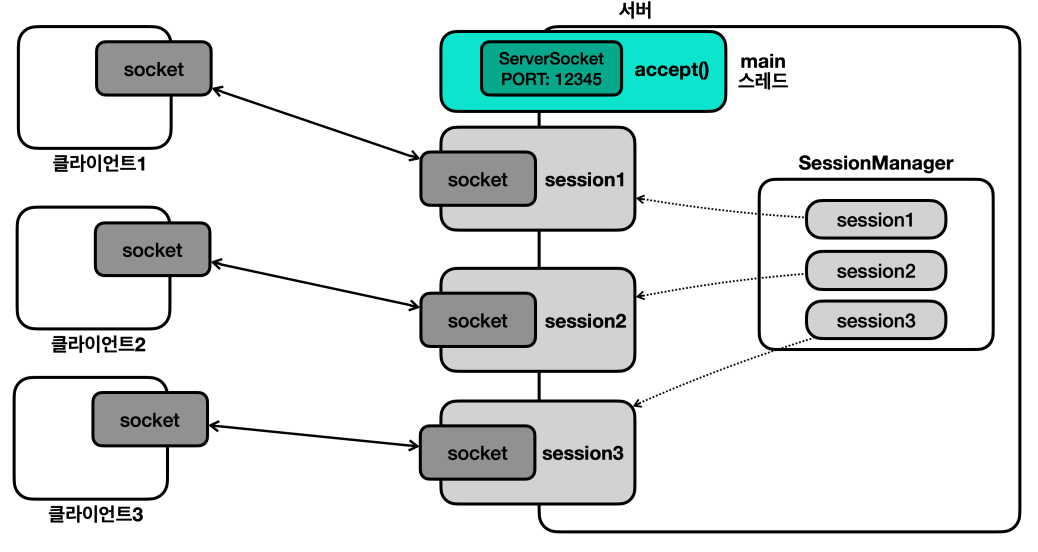 서버
socket
클라이언트1
ServerSocket
PORT: 12345
accept()
main
스레드
socket
session1
SessionManager
session1
session2
session3
socket
클라이언트2
socket
session2
socket
클라이언트3
socket
session3